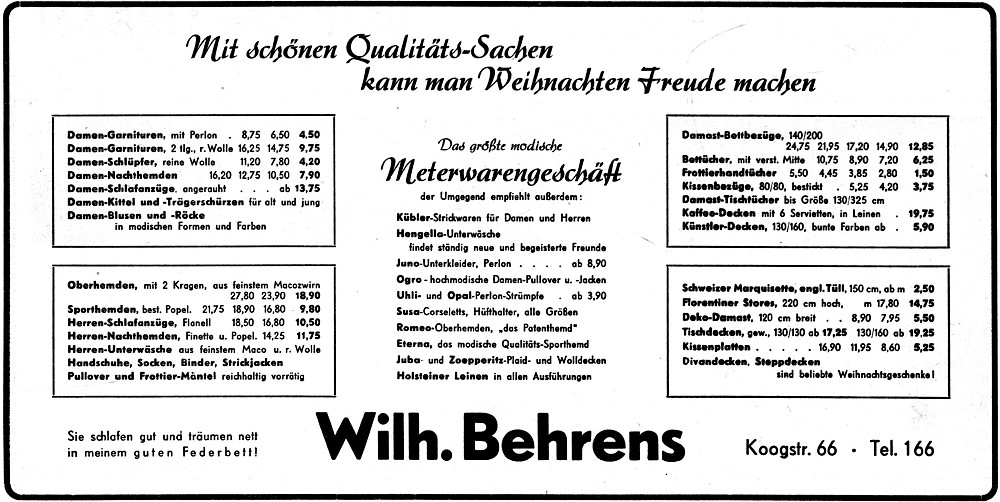 Mit schönen Qualitäts-Sachen
kann man Weihnachten Freude machen
Damen-Garnituren, mit Perlon . 8,75 6,50 4,50
Damen-Garnituren, 2 tlg., r. Wolle 16,25 14,75 9,75
Damen-Schlüpfer, reine Wolle 11,20 7,80 4,20
Damen-Nachthemden 16,20 12,75 10,50 7,90
Damen-Schlafanzüge, angerauht . . . ab 13,75
Damen-Kittel und -Trägerschürzen für alt und jung
Damen-Blusen und -Röcke
in modischen Formen und Farben
Oberhemden, mit 2 Kragen, aus feinstem Macozwirn
27,80 23,90 18,90
Sporthemden, best. Popel. 21,75 18,90 16,80 9,80
Herren-Schlafanzüge, Flanell 18,50 16,80 10,50
Herren-Nachthemden, Finette u. Popel. 14,25 11,75
Herren-Unterwäsche aus feinstem Maco u. r. Wolle
Handschuhe, Socken, Binder, Strickjacken
Pullover und Frottier-Mäntel reichhaltig vorrätig
Das größte modische
Meterwarengeschäft
der Umgegend empfiehlt außerdem:
Kübler-Strickwaren für Damen und Herren
Hengella-Unterwäsche
findet ständig neue und begeisterte Freunde
Juno-Unterkleider, Perlon . . . . ab 8,90
Ogro-hochmodische Damen-Pullover u. -Jacken
Uhli- und Opal-Perlon-Strümpfe . ab 3,90
Susa-Corseletts, Hüfthalter, alle Größen
Romeo-Oberhemden, „das Patenthemd"
Eterna, das modische Qualitäts-Sporthemd
Juba- und Zoepperitz-Plaid- und Wolldecken
Holsteiner Leinen in allen Ausführungen
Damast-Bettbezüge, 140/200
24,75 21,95 17,20 14,90 12,85
Bettücher, mit verst. Mitte 10,75 8,90 7,20 6,25
Frottierhandtücher 5,50 4,45 3,85 2,80 1,50
Kissenbezüge, 80/80, bestickt . 5,25 4,20 3,75
Damast-Tischtücher bis Größe 130/325 cm
Kaffee-Decken mit 6 Servietten, in Leinen . 19,75
Künstler-Decken, 130/160, bunte Farben ab . 5,90
Schweizer Marquisette, engl. Tüll, 150 cm, ab m 2,50
Florentiner Stores, 220 cm hoch, m 17,80 14,75
Deko-Damast, 120 cm breit . . 8,90 7,95 5,50
Tischdecken, gew., 130/130 ab 17,25 130/160 ab 19,25
Kissenplatten . . . . . 16,90 11,95 8,60 5,25
Divandecken, Steppdecken
sind beliebte Weihnachtsgeschenke!
Sie schlafen gut und träumen nett
in meinem guten Federbett!
Wilh. Behrens
Koogstr. 66 · Tel. 166